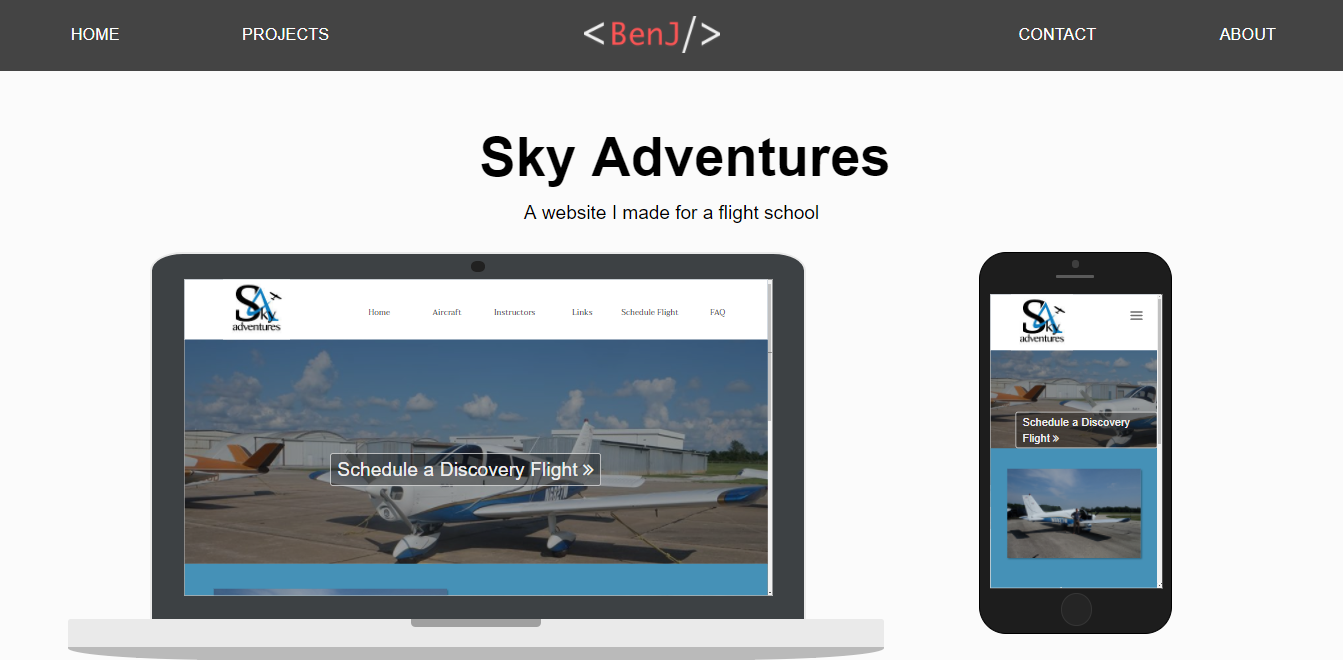 HOME PROJECTS <BenJ/> CONTACT ABOUT
Sky Adventures
A website I made for a flight school
Sky
adventures
Home Aircraft Instructors Links Schedule Flight FAQ
Schedule a Discovery Flight »
Sky
adventures
Schedule a Discovery
Flight »